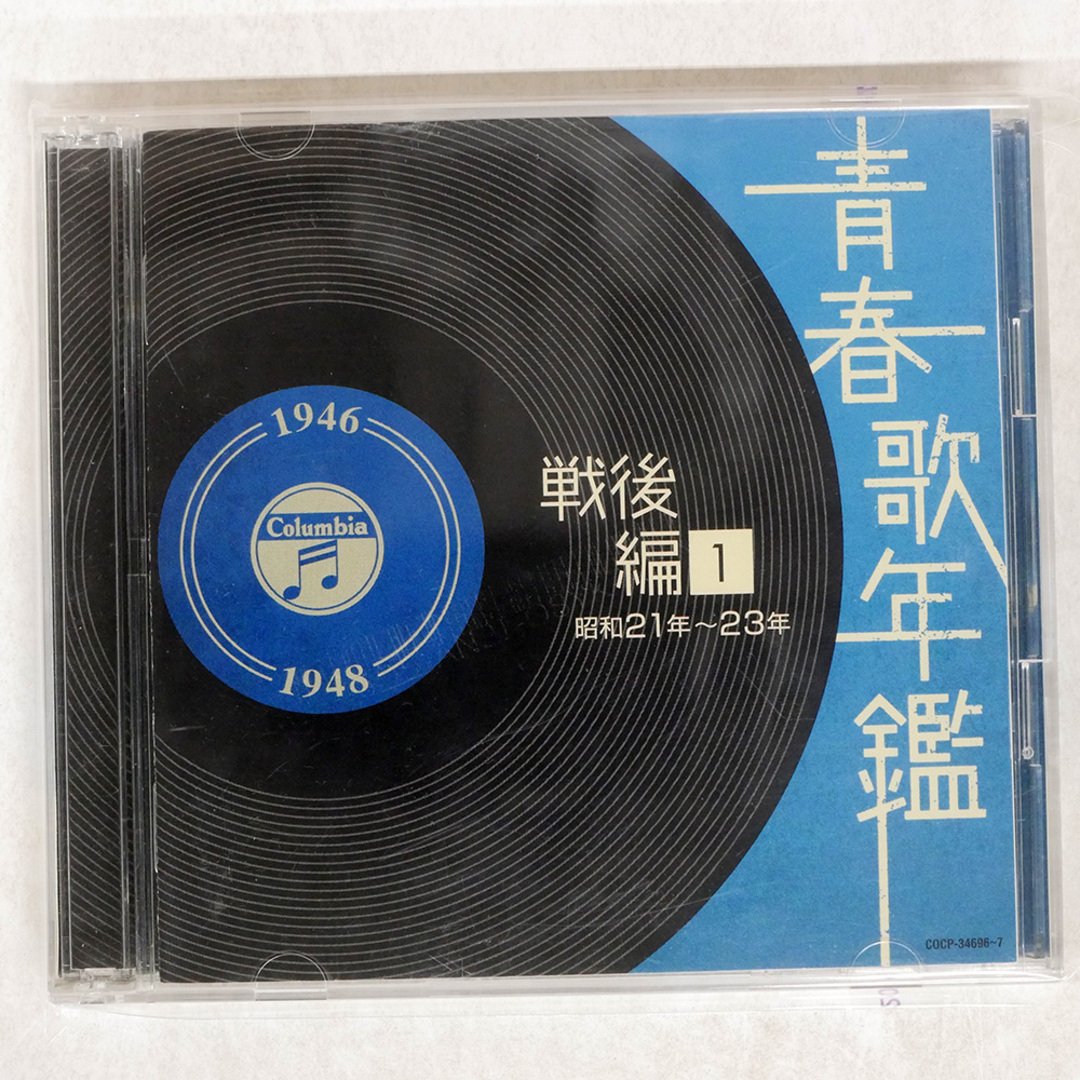 青春歌年鑑
戦後
編 1
昭和21年～23年
1946
Columbia
1948
COCP-34696~7